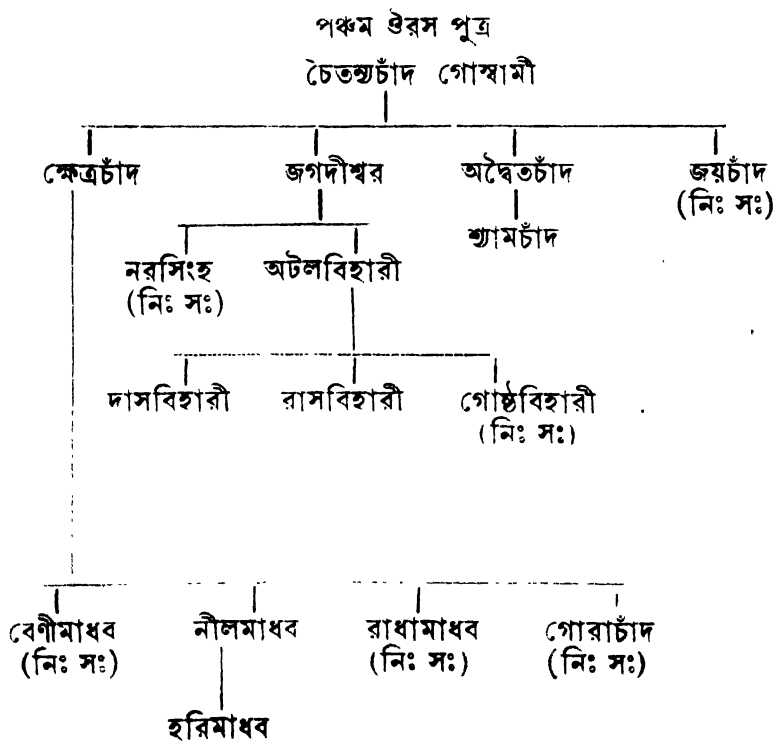 পঞ্চম ঔরস পুত্র
চৈতন্যচাঁদ গোস্বামী
ক্ষেত্রচাঁদ জগদীশ্বর অদ্বৈতচাঁদ জয়চাঁদ
(নিঃ সঃ)
শ্যামচাঁদ
নরসিংহ অটলবিহারী
(নিঃ সঃ)
দাসবিহারী রাসবিহারী গোষ্ঠবিহারী
(নিঃ সঃ)
বেণীমাধব নীলমাধব রাধামাধব গোরাচাঁদ
(নিঃ সঃ) (নিঃ সঃ) (নিঃ সঃ)
হরিমাধব